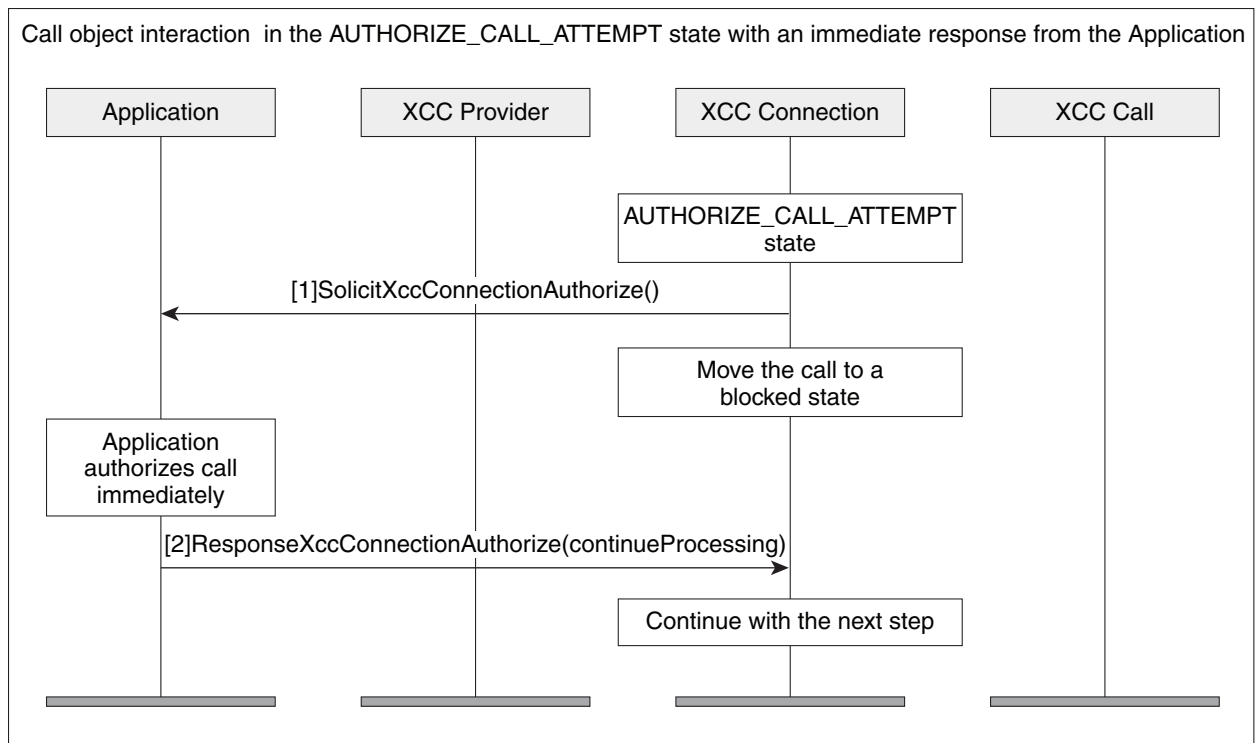 Call object interaction in the AUTHORIZE_CALL_ATTEMPT state with an immediate response from the Application
Application
XCC Provider
XCC Connection
XCC Call
AUTHORIZE_CALL_ATTEMPT
state
[1]SolicitXccConnectionAuthorize()
Move the call to a
blocked state
Application
authorizes call
immediately
[2]ResponseXccConnectionAuthorize(continueProcessing)
Continue with the next step